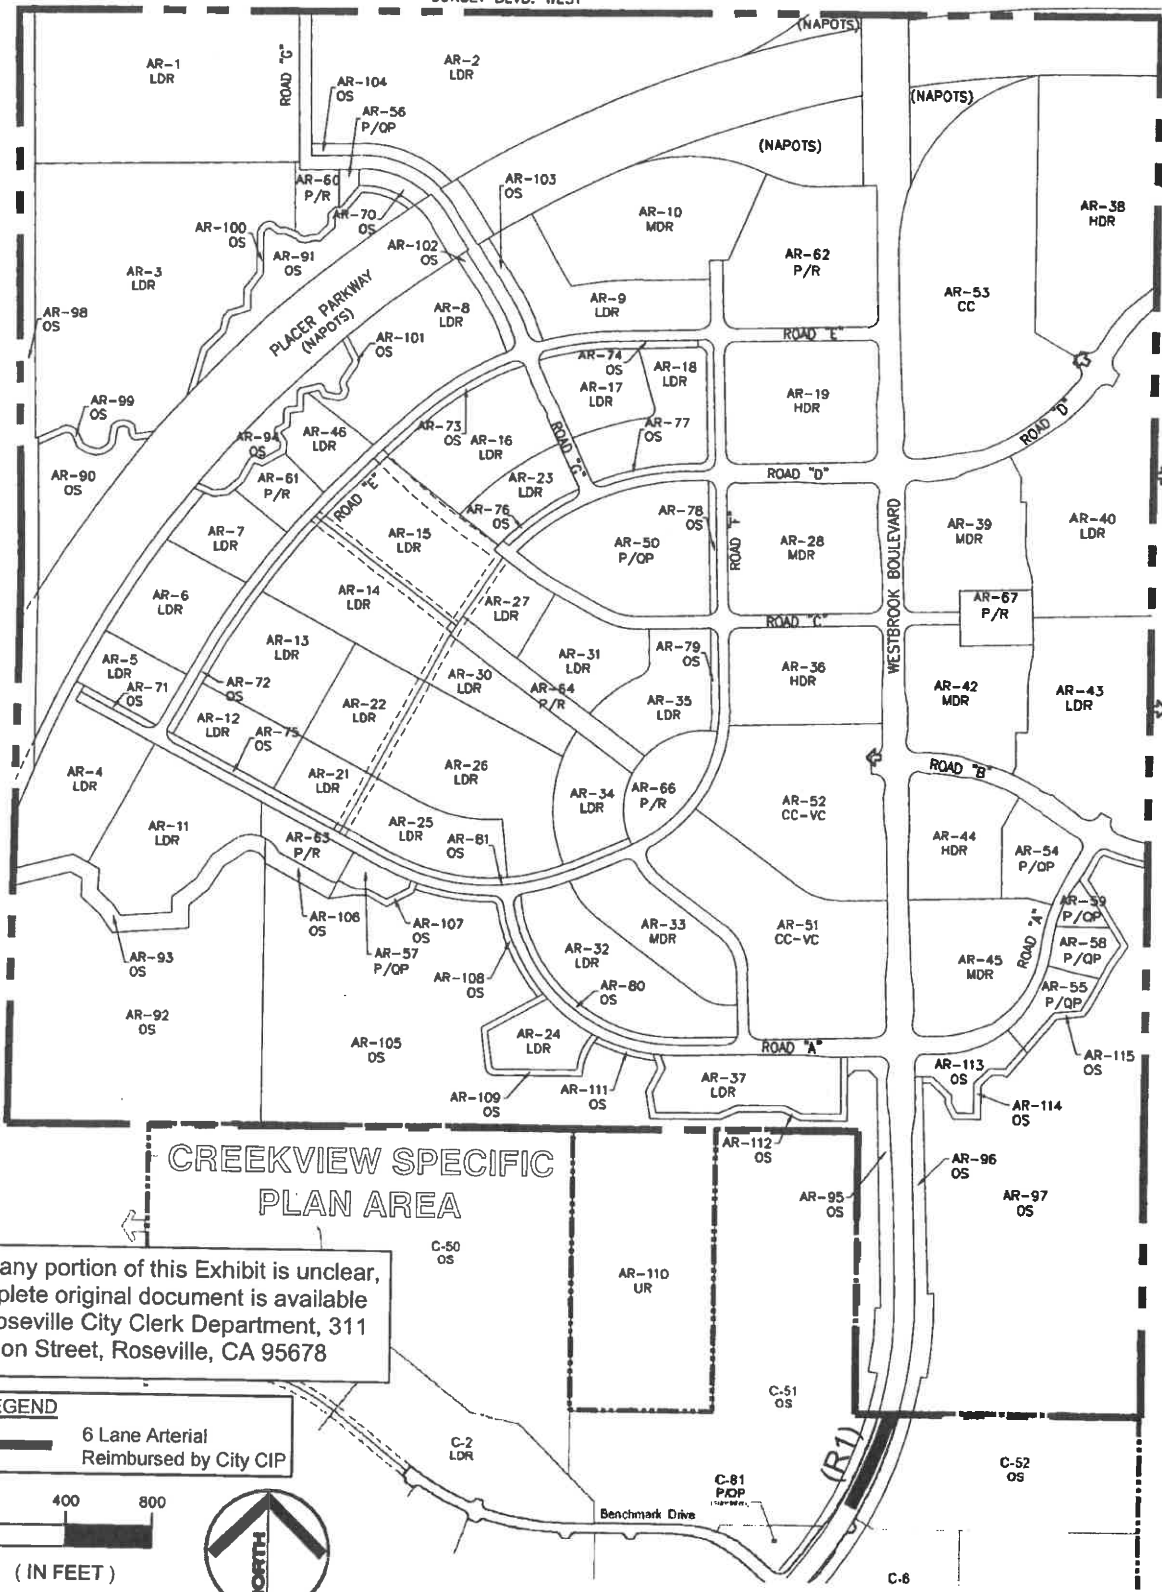 SUNSET BLVD. WEST
(NAPOTS)
AR-1
LDR
ROAD "G"
AR-2
LDR
AR-104
OS
AR-56
P/QP
(NAPOTS)
(NAPOTS)
AR-60
P/R
AR-103
OS
AR-70
OS
AR-10
MDR
AR-38
HDR
AR-100
OS
AR-102
OS
AR-91
OS
AR-62
P/R
AR-3
LDR
AR-53
CC
AR-98
OS
PLACER PARKWAY
(NAPOTS)
AR-8
LDR
AR-9
LDR
AR-101
OS
ROAD "E"
AR-74
OS
AR-18
LDR
AR-17
LDR
AR-19
HDR
AR-99
OS
AR-73
OS
AR-16
LDR
ROAD "G"
AR-77
OS
ROAD "D"
AR-94
OS
AR-46
LDR
AR-90
OS
AR-61
P/R
ROAD "E"
AR-23
LDR
ROAD "D"
AR-76
OS
AR-78
OS
AR-7
LDR
AR-15
LDR
AR-50
P/QP
ROAD "F"
AR-28
MDR
WESTBROOK BOULEVARD
AR-39
MDR
AR-40
LDR
AR-6
LDR
AR-14
LDR
AR-27
LDR
AR-67
P/R
ROAD "C"
AR-13
LDR
AR-5
LDR
AR-71
OS
AR-72
OS
AR-30
LDR
AR-31
LDR
AR-64
P/R
AR-79
OS
AR-36
HDR
AR-42
MDR
AR-43
LDR
AR-12
LDR
AR-75
OS
AR-22
LDR
AR-35
LDR
AR-4
LDR
AR-21
LDR
AR-26
LDR
AR-34
LDR
AR-66
P/R
AR-52
CC-VC
ROAD "B"
AR-11
LDR
AR-63
P/R
AR-25
LDR
AR-81
OS
AR-44
HDR
AR-54
P/QP
AR-106
OS
AR-107
OS
AR-57
P/QP
AR-93
OS
AR-33
MDR
AR-51
CC-VC
AR-59
P/QP
AR-58
P/QP
ROAD "A"
AR-32
LDR
AR-45
MDR
AR-55
P/QP
AR-108
OS
AR-80
OS
AR-92
OS
AR-105
OS
AR-24
LDR
ROAD "A"
AR-113
OS
AR-115
OS
AR-109
OS
AR-111
OS
AR-37
LDR
AR-114
OS
AR-112
OS
CREEKVIEW SPECIFIC
PLAN AREA
AR-96
OS
AR-95
OS
AR-97
OS
C-50
OS
AR-110
UR
any portion of this Exhibit is unclear,
plete original document is available
oseville City Clerk Department, 311
on Street, Roseville, CA 95678
C-51
OS
EGEND
6 Lane Arterial
Reimbursed by City CIP
C-2
LDR
(R1)
C-52
OS
C-81
P/QP
400
800
( IN FEET )
NORTH
Benchmark Drive
C-6